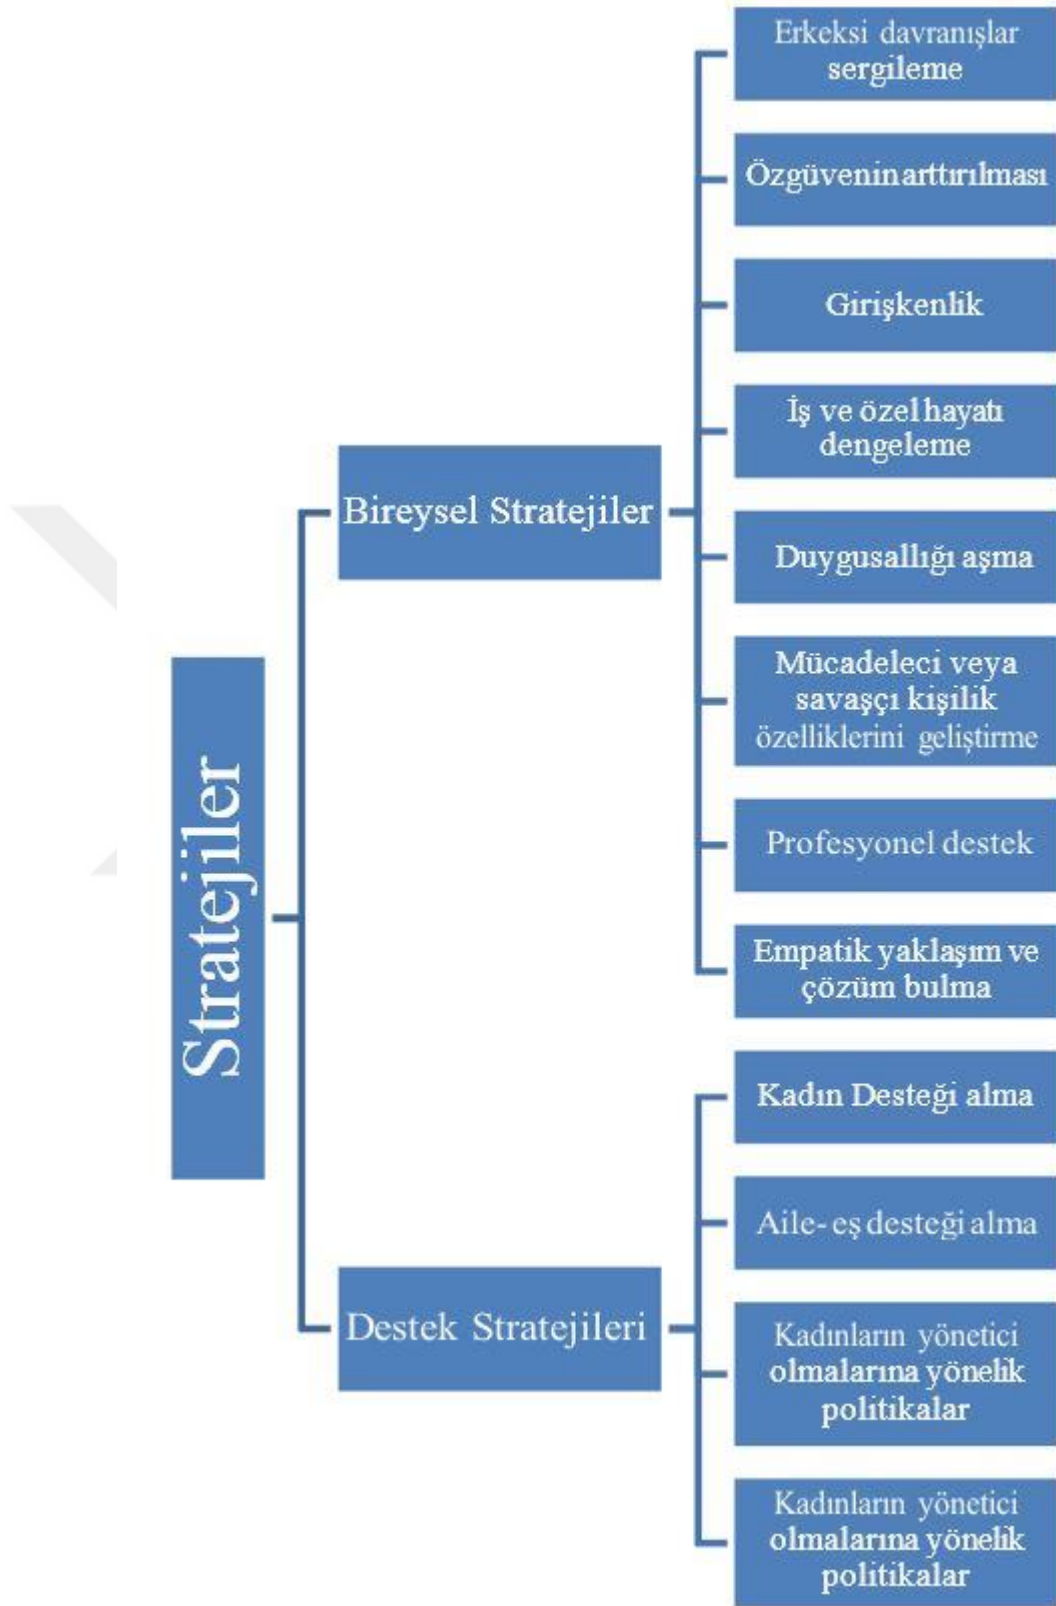 Stratejiler
Bireysel Stratejiler
Erkeksi davranışlar
sergileme
Özgüveninarttırılması
Girişkenlik
İş ve özel hayatı
dengeleme
Duygusallığı aşma
Mücadeleci veya
savaşçı kişilik
özelliklerini geliştirme
Profesyonel destek
Empatik yaklaşım ve
çözüm bulma
Destek Stratejileri
Kadın Desteği alma
Aile- eş desteği alma
Kadınların yönetici
olmalarına yönelik
politikalar
Kadınların yönetici
olmalarına yönelik
politikalar